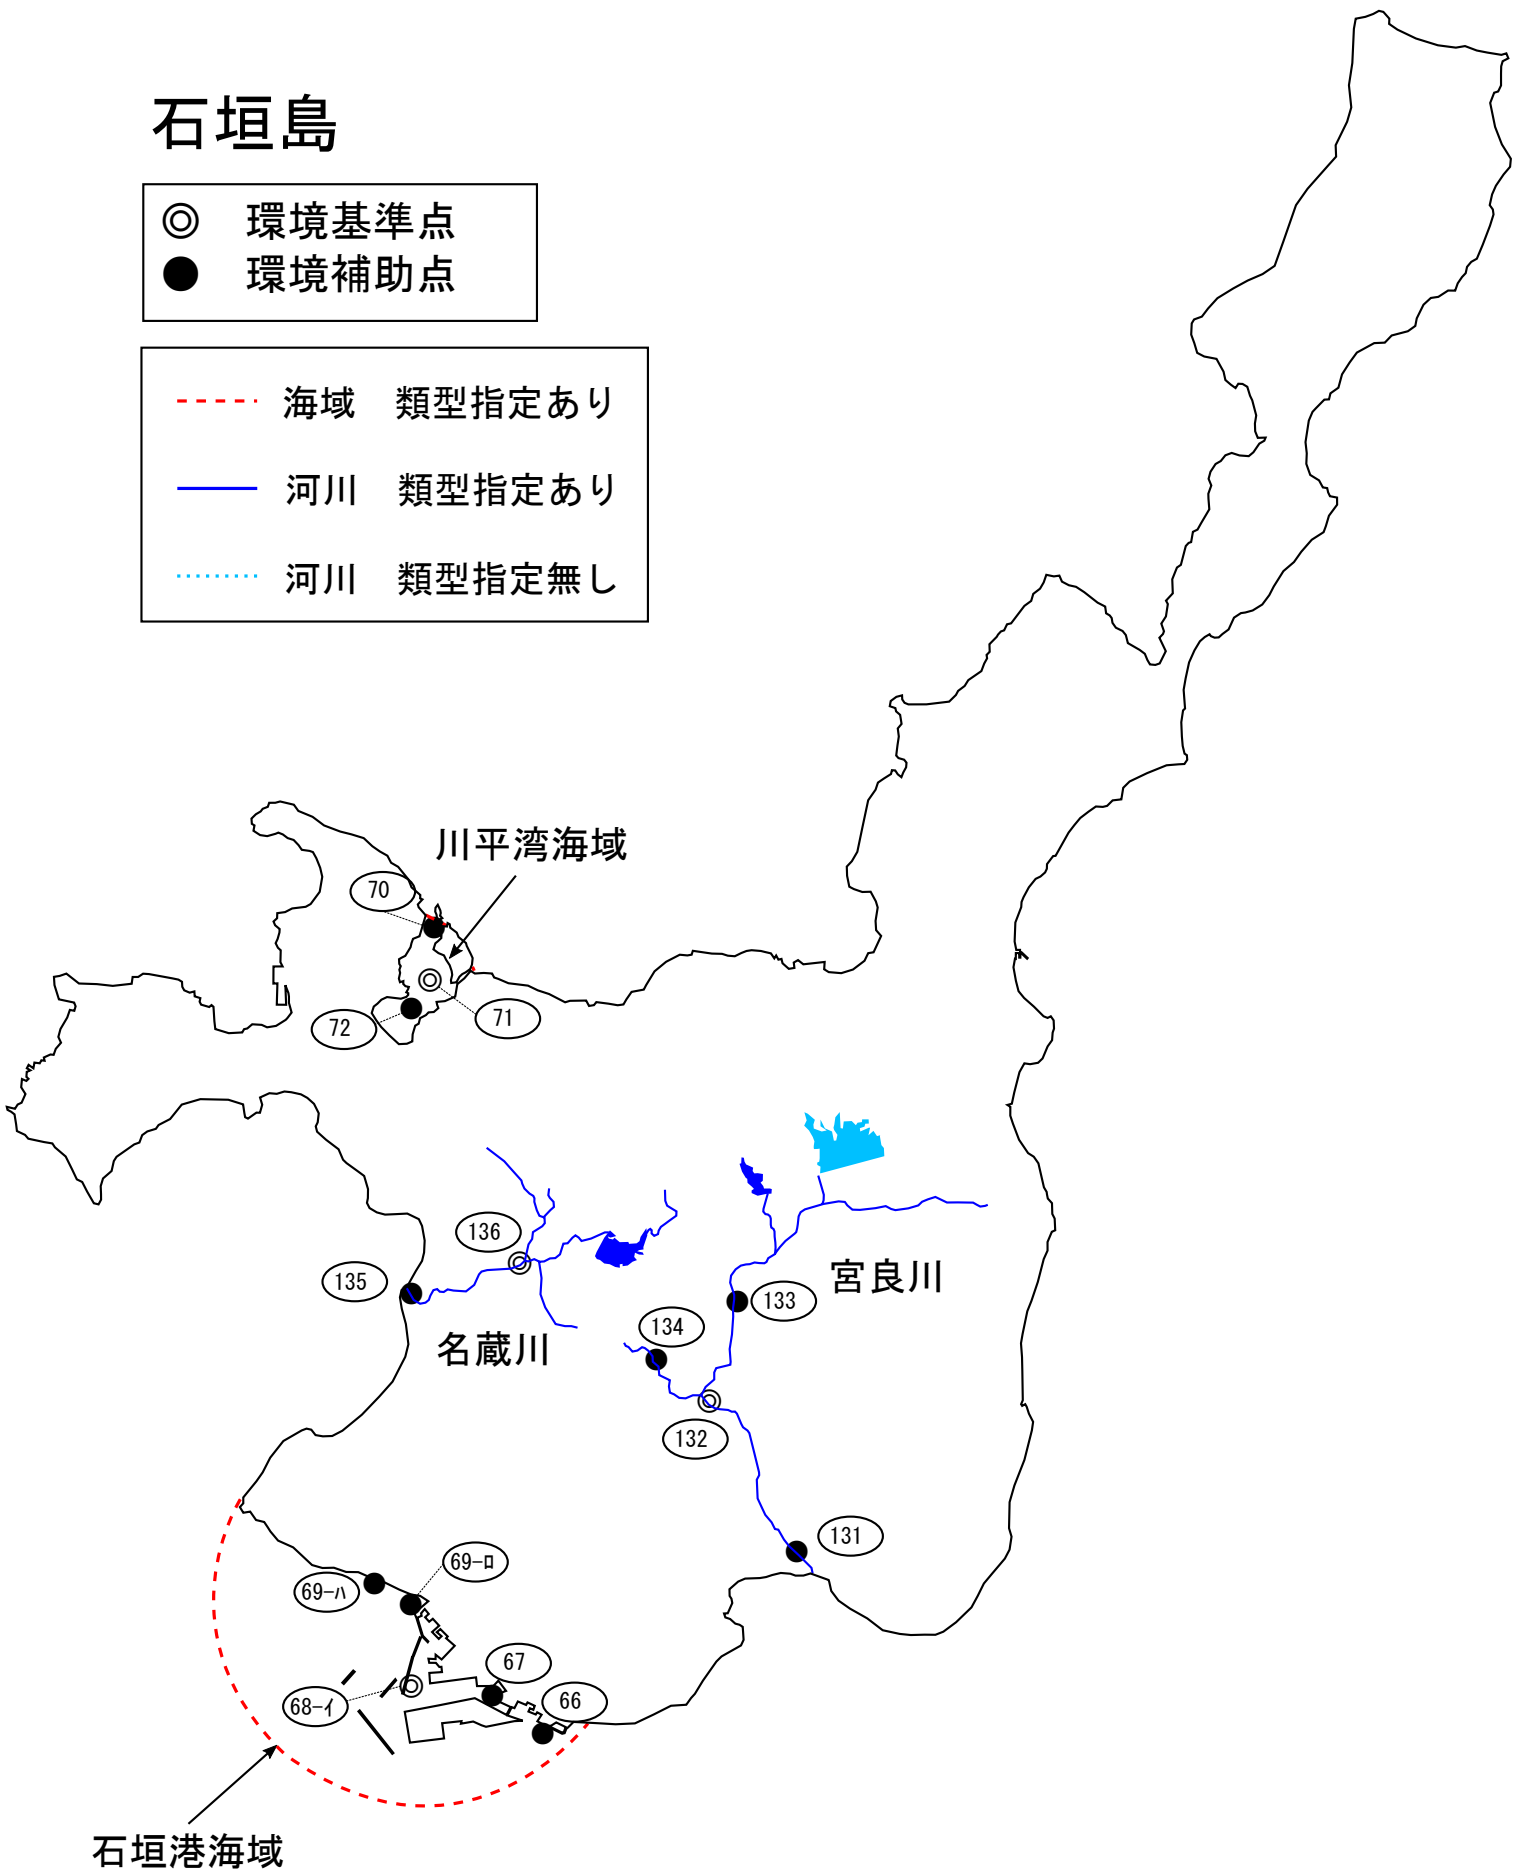 石垣島
環境基準点
環境補助点
海域　類型指定あり
河川　類型指定あり
河川　類型指定無し
川平湾海域
70
71
72
136
135
名蔵川
宮良川
133
134
132
131
69-ﾛ
69-ﾊ
67
68-ｲ
66
石垣港海域